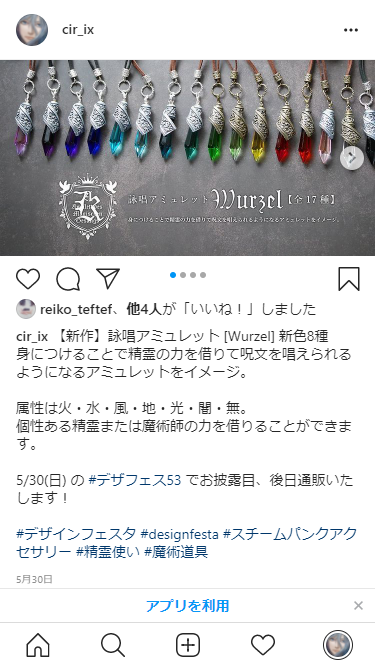 cir_ix
詠唱アミュレット Wurzel【全17種】
身につけることで精霊の力を借りて呪文を唱えられるようになるアミュレットをイメージ。
reiko_teftef、他4人が「いいね！」しました
cir_ix 【新作】詠唱アミュレット [Wurzel] 新色8種
身につけることで精霊の力を借りて呪文を唱えられる
ようになるアミュレットをイメージ。
属性は火・水・風・地・光・闇・無。
個性ある精霊または魔術師の力を借りることができま
す。
5/30(日) の #デザフェス53 でお披露目、後日通販いた
します！
#デザインフェスタ #designfesta #スチームパンクアク
セサリー #精霊使い #魔術道具
5月30日
アプリを利用